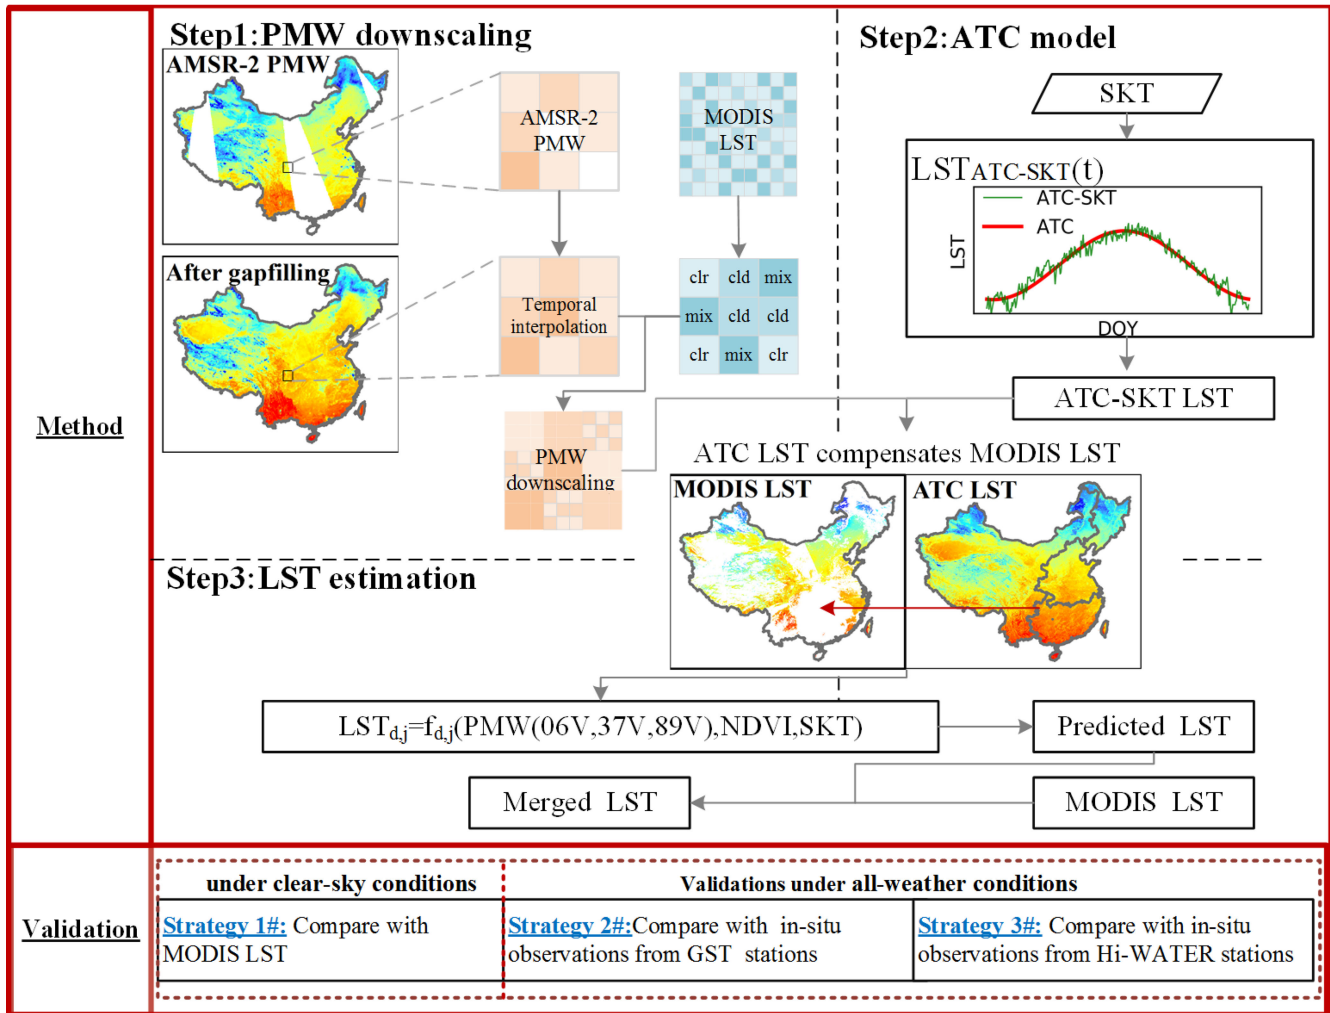 Method
Step1:PMW downscaling
AMSR-2 PMW
After gapfilling
AMSR-2
PMW
MODIS
LST
Temporal
interpolation
clr cld mix
mix cld cld
clr mix clr
PMW
downscaling
Step2:ATC model
SKT
LSTATC-SKT(t)
ATC-SKT
ATC
LST
DOY
ATC-SKT LST
ATC LST compensates MODIS LST
MODIS LST
ATC LST
Step3:LST estimation
LSTd,j=fd,j(PMW(06V,37V,89V),NDVI,SKT)
Predicted LST
Merged LST
MODIS LST
Validation
under clear-sky conditions
Strategy 1#: Compare with
MODIS LST
Validations under all-weather conditions
Strategy 2#:Compare with in-situ
observations from GST stations
Strategy 3#: Compare with in-situ
observations from Hi-WATER stations